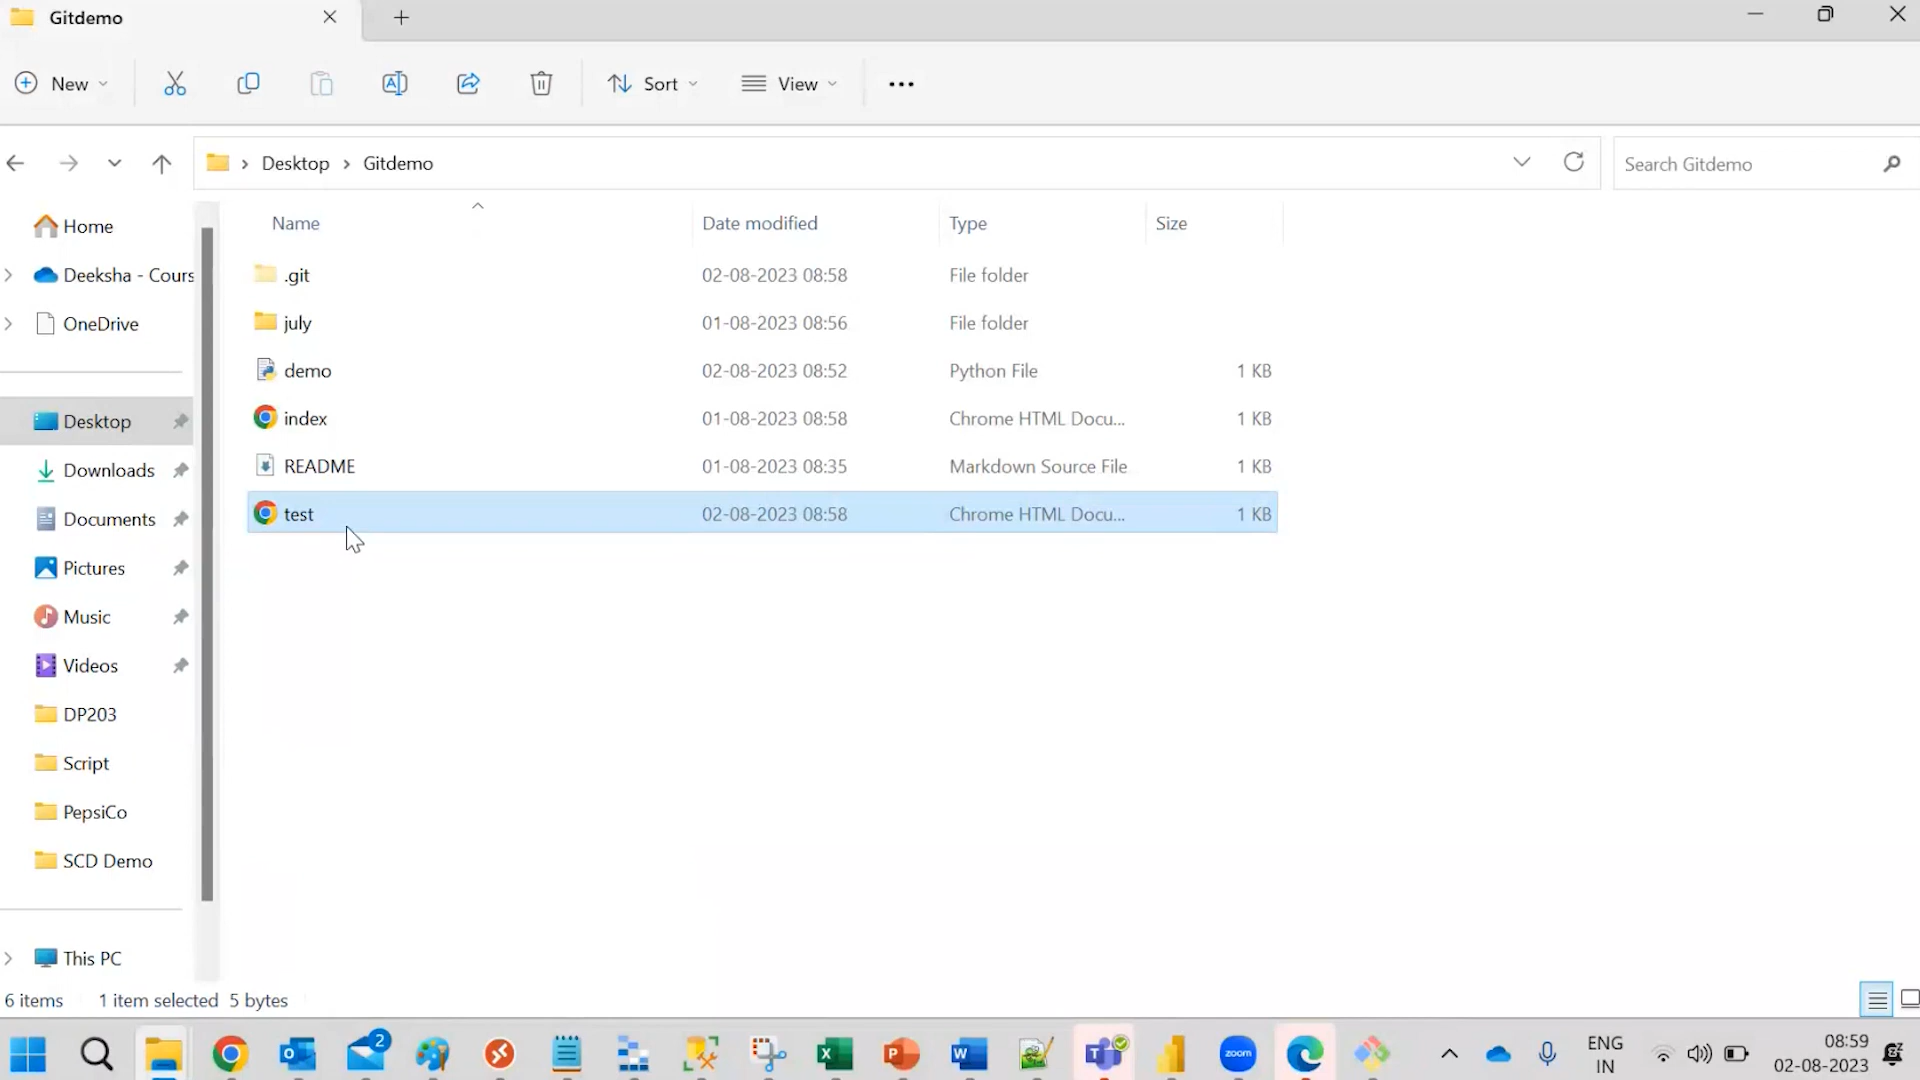 Gitdemo
New
Sort
View
Desktop
Gitdemo
Search Gitdemo
Name
Date modified
Type
Size
Home
Deeksha - Cours
OneDrive
Desktop
Downloads
Documents
Pictures
Music
Videos
DP203
Script
PepsiCo
SCD Demo
This PC
.git 02-08-2023 08:58 File folder
july 01-08-2023 08:56 File folder
demo 02-08-2023 08:52 Python File 1 KB
index 01-08-2023 08:58 Chrome HTML Docu... 1 KB
README 01-08-2023 08:35 Markdown Source File 1 KB
test 02-08-2023 08:58 Chrome HTML Docu... 1 KB
6 items 1 item selected 5 bytes
2
zoom
ENG
IN
08:59
02-08-2023